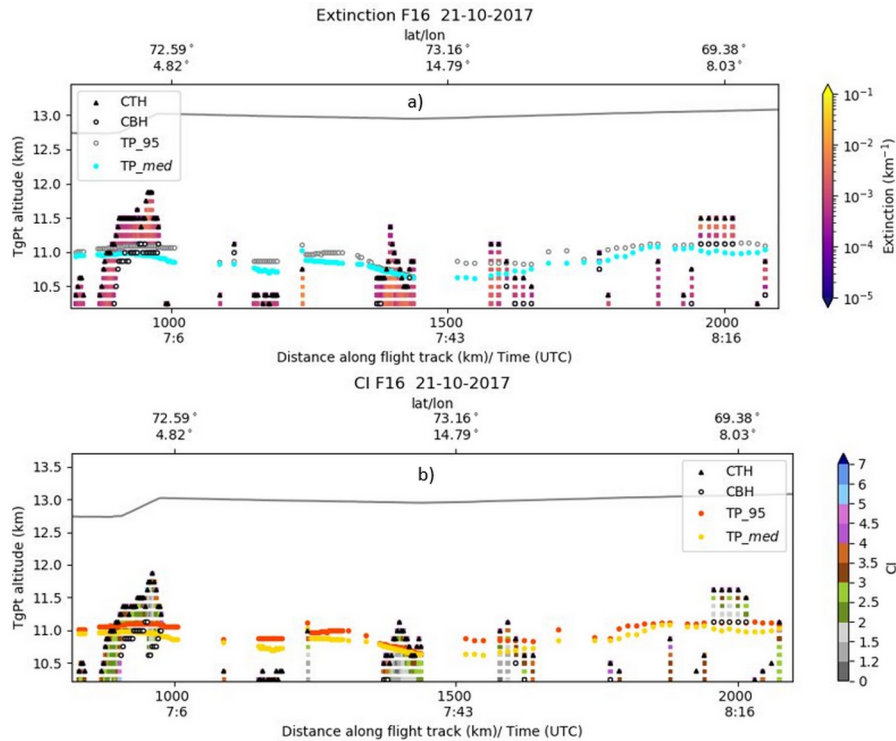 Extinction F16 21-10-2017
lat/lon
72.59° 73.16° 69.38°
4.82° 14.79° 8.03°
a)
CTH
CBH
TP_95
TP_med
13.0
12.5
12.0
11.5
11.0
10.5
TgPt altitude (km)
1000 1500 2000
7:6 7:43 8:16
Distance along flight track (km)/ Time (UTC)
10⁻¹
10⁻²
10⁻³
10⁻⁴
10⁻⁵
Extinction (km⁻¹)
CI F16 21-10-2017
lat/lon
72.59° 73.16° 69.38°
4.82° 14.79° 8.03°
b)
CTH
CBH
TP_95
TP_med
13.5
13.0
12.5
12.0
11.5
11.0
10.5
TgPt altitude (km)
1000 1500 2000
7:6 7:43 8:16
Distance along flight track (km)/ Time (UTC)
7
6
5
4.5
4
3.5
3
2.5
2
1.5
1.2
0
CI